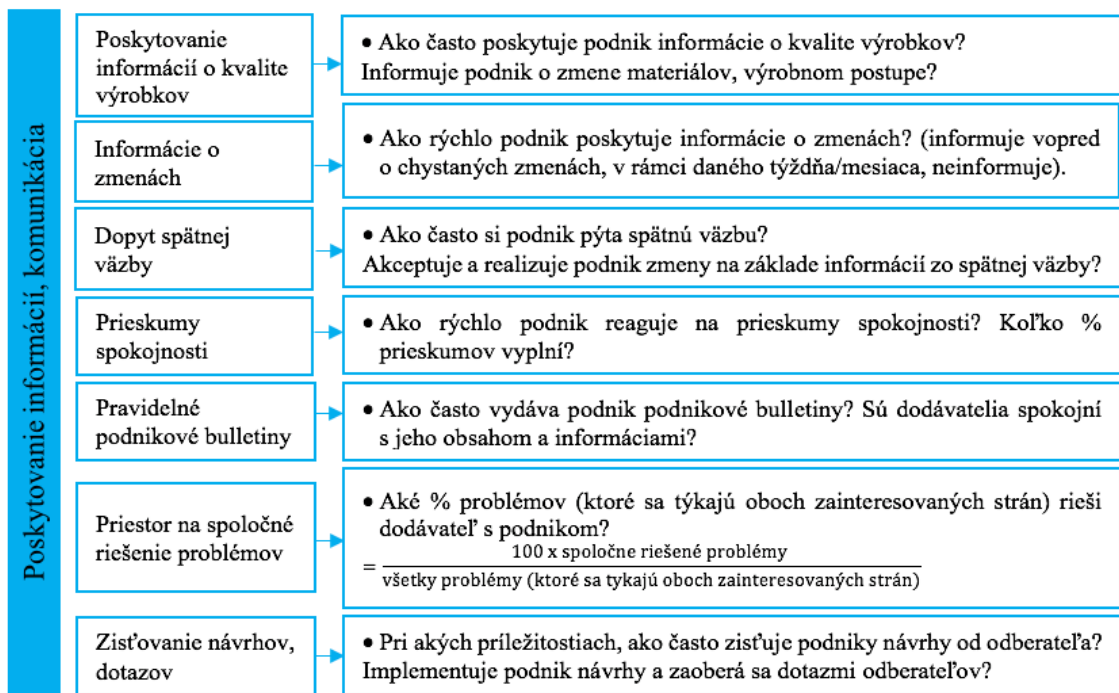 Poskytovanie informácií, komunikácia
Poskytovanie
informácií o kvalite
výrobkov
• Ako často poskytuje podnik informácie o kvalite výrobkov?
Informuje podnik o zmene materiálov, výrobnom postupe?
Informácie o
zmenách
• Ako rýchlo podnik poskytuje informácie o zmenách? (informuje vopred
o chystaných zmenách, v rámci daného týždňa/mesiaca, neinformuje).
Dopyt spätnej
väzby
• Ako často si podnik pýta spätnú väzbu?
Akceptuje a realizuje podnik zmeny na základe informácií zo spätnej väzby?
Prieskumy
spokojnosti
• Ako rýchlo podnik reaguje na prieskumy spokojnosti? Koľko %
prieskumov vyplní?
Pravidelné
podnikové bulletiny
• Ako často vydáva podnik podnikové bulletiny? Sú dodávatelia spokojní
s jeho obsahom a informáciami?
Priestor na spoločné
riešenie problémov
• Aké % problémov (ktoré sa týkajú oboch zainteresovaných strán) rieši
dodávateľ s podnikom?
100 x spoločne riešené problémy
=
všetky problémy (ktoré sa tykajú oboch zainteresovaných strán)
Zisťovanie návrhov,
dotazov
• Pri akých príležitostiach, ako často zisťuje podniky návrhy od odberateľa?
Implementuje podnik návrhy a zaoberá sa dotazmi odberateľov?